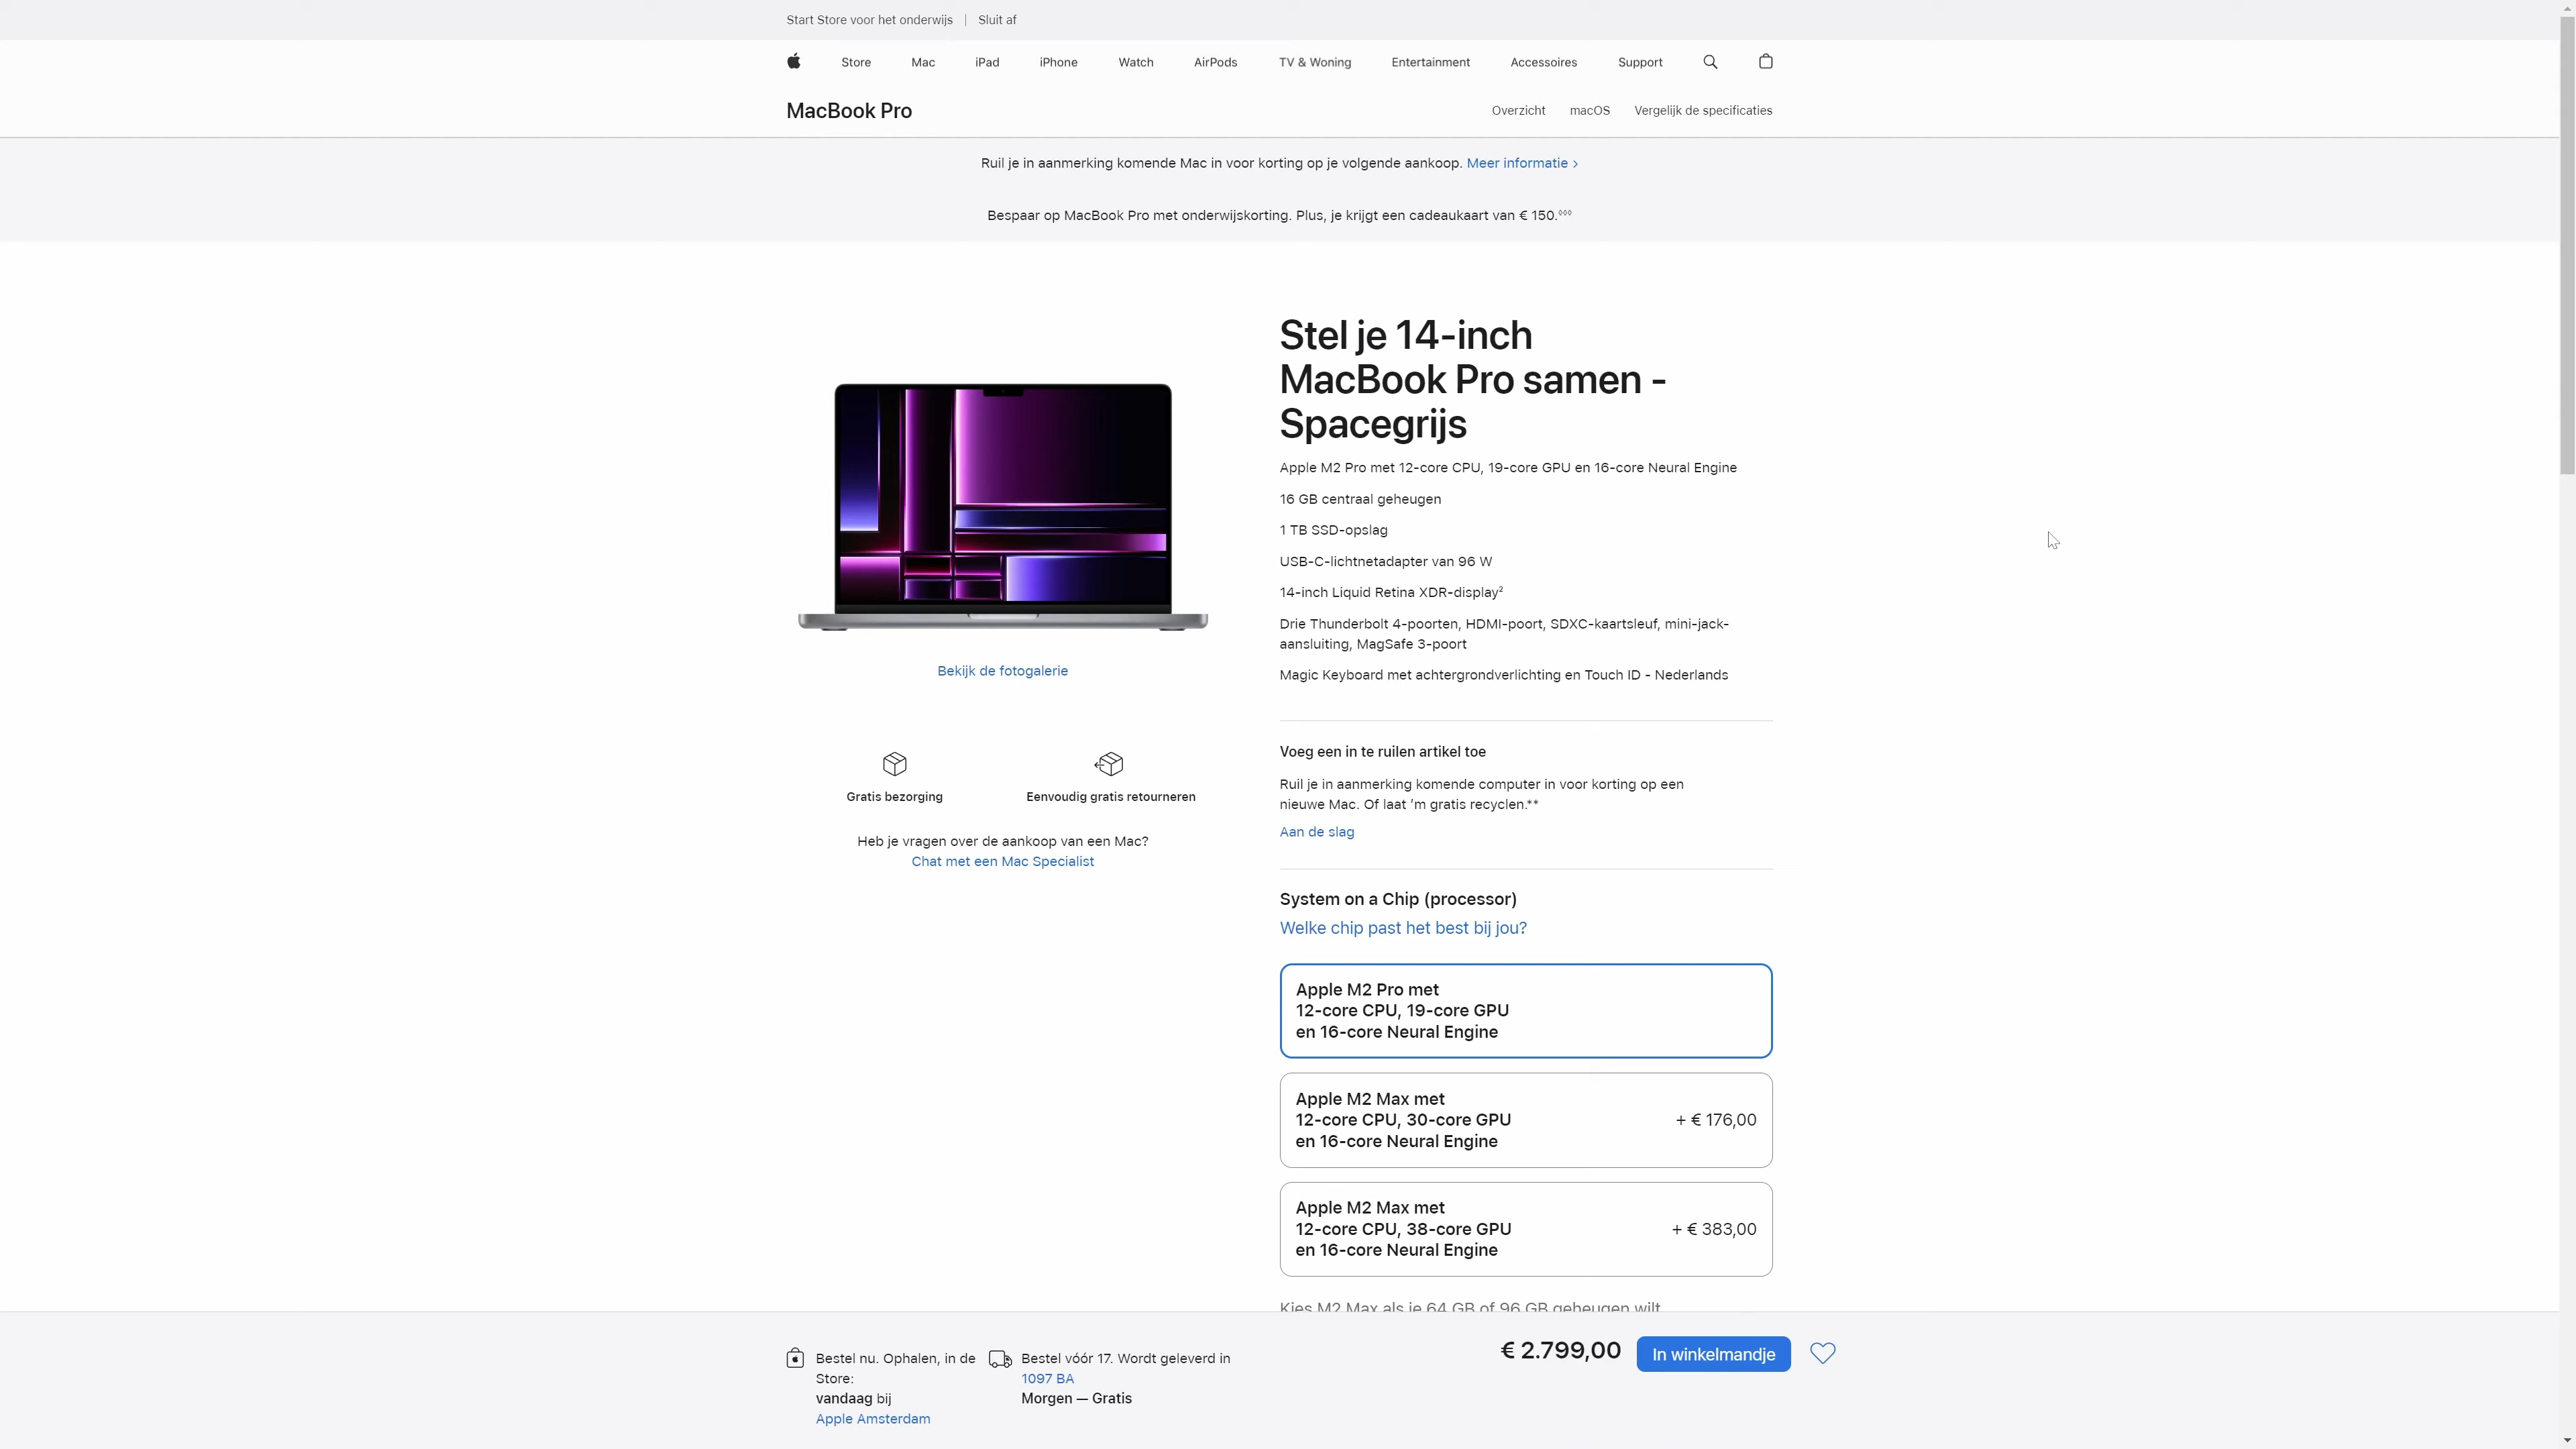 Start Store voor het onderwijs
Sluit af
Store
Mac
iPad
iPhone
Watch
AirPods
TV & Woning
Entertainment
Accessoires
Support
MacBook Pro
Overzicht
macOS
Vergelijk de specificaties
Ruil je in aanmerking komende Mac in voor korting op je volgende aankoop. Meer informatie >
Bespaar op MacBook Pro met onderwijskorting. Plus, je krijgt een cadeaukaart van € 150.◊◊◊
Bekijk de fotogalerie
Gratis bezorging
Eenvoudig gratis retourneren
Heb je vragen over de aankoop van een Mac?
Chat met een Mac Specialist
Stel je 14-inch
MacBook Pro samen -
Spacegrijs
Apple M2 Pro met 12-core CPU, 19-core GPU en 16-core Neural Engine
16 GB centraal geheugen
1 TB SSD-opslag
USB-C-lichtnetadapter van 96 W
14-inch Liquid Retina XDR-display²
Drie Thunderbolt 4-poorten, HDMI-poort, SDXC-kaartsleuf, mini-jack-
aansluiting, MagSafe 3-poort
Magic Keyboard met achtergrondverlichting en Touch ID - Nederlands
Voeg een in te ruilen artikel toe
Ruil je in aanmerking komende computer in voor korting op een
nieuwe Mac. Of laat ’m gratis recyclen.**
Aan de slag
System on a Chip (processor)
Welke chip past het best bij jou?
Apple M2 Pro met
12-core CPU, 19-core GPU
en 16-core Neural Engine
Apple M2 Max met
12-core CPU, 30-core GPU
en 16-core Neural Engine
+ € 176,00
Apple M2 Max met
12-core CPU, 38-core GPU
en 16-core Neural Engine
+ € 383,00
Kies M2 Max als je 64 GB of 96 GB geheugen wilt
Bestel nu. Ophalen, in de
Store:
vandaag bij
Apple Amsterdam
Bestel vóór 17. Wordt geleverd in
1097 BA
Morgen — Gratis
€ 2.799,00
In winkelmandje